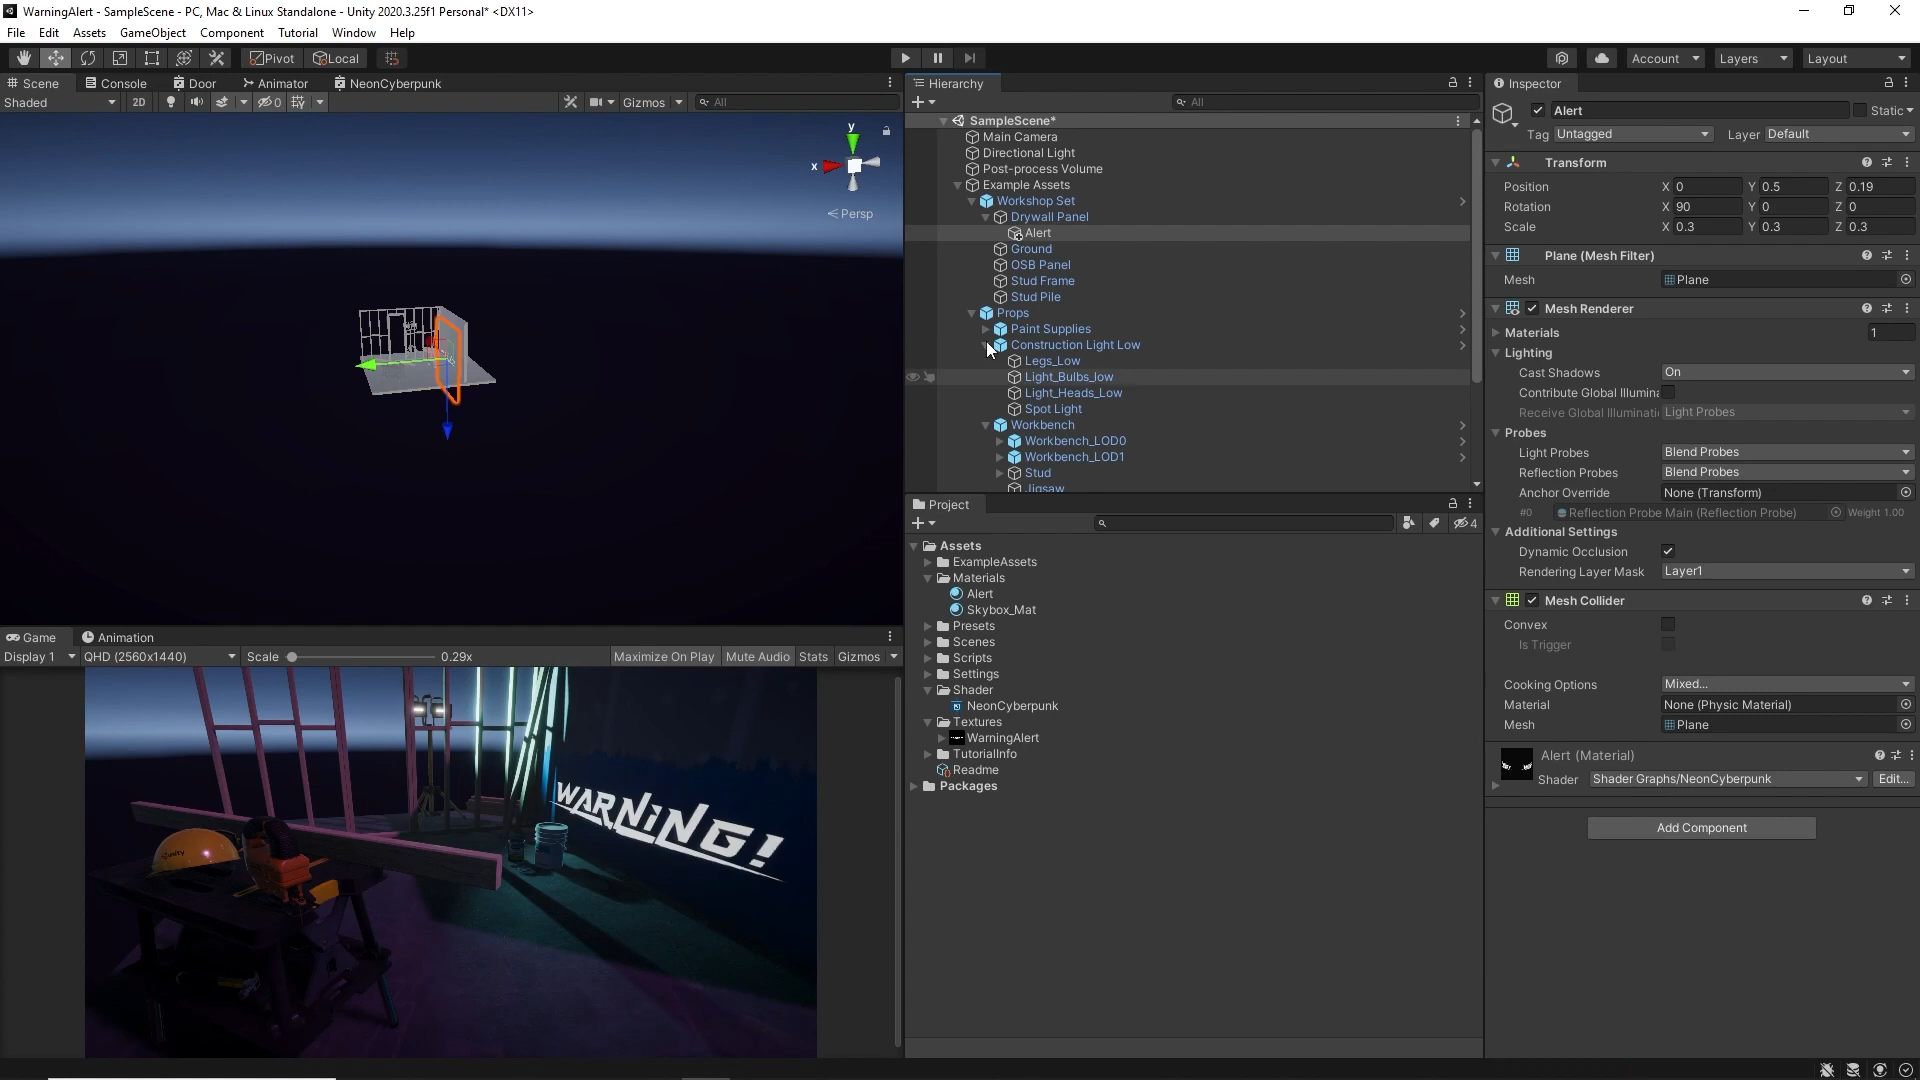 WarningAlert - SampleScene - PC, Mac & Linux Standalone - Unity 2020.3.25f1 Personal* <DX11>
File Edit Assets GameObject Component Tutorial Window Help
Pivot Local Account Layers Layout
Scene Console Door Animator NeonCyberpunk
Shaded 2D 0 Gizmos All
y
x
Persp
Game Animation
Display 1 QHD (2560x1440) Scale 0.29x Maximize On Play Mute Audio Stats Gizmos
unity
WARNiNG!
Hierarchy
All
SampleScene*
Main Camera
Directional Light
Post-process Volume
Example Assets
Workshop Set
Drywall Panel
Alert
Ground
OSB Panel
Stud Frame
Stud Pile
Props
Paint Supplies
Construction Light Low
Legs_Low
Light_Bulbs_low
Light_Heads_Low
Spot Light
Workbench
Workbench_LOD0
Workbench_LOD1
Stud
Jigsaw
Project
4
Assets
ExampleAssets
Materials
Alert
Skybox_Mat
Presets
Scenes
Scripts
Settings
Shader
NeonCyberpunk
Textures
WarningAlert
TutorialInfo
Readme
Packages
Inspector
Alert Static
Tag Untagged Layer Default
Transform
Position X 0 Y 0.5 Z 0.19
Rotation X 90 Y 0 Z 0
Scale X 0.3 Y 0.3 Z 0.3
Plane (Mesh Filter)
Mesh Plane
Mesh Renderer
Materials 1
Lighting
Cast Shadows On
Contribute Global Illumina
Receive Global Illuminati Light Probes
Probes
Light Probes Blend Probes
Reflection Probes Blend Probes
Anchor Override None (Transform)
#0 Reflection Probe Main (Reflection Probe) Weight 1.00
Additional Settings
Dynamic Occlusion
Rendering Layer Mask Layer1
Mesh Collider
Convex
Is Trigger
Cooking Options Mixed...
Material None (Physic Material)
Mesh Plane
Alert (Material)
Shader Shader Graphs/NeonCyberpunk Edit...
Add Component